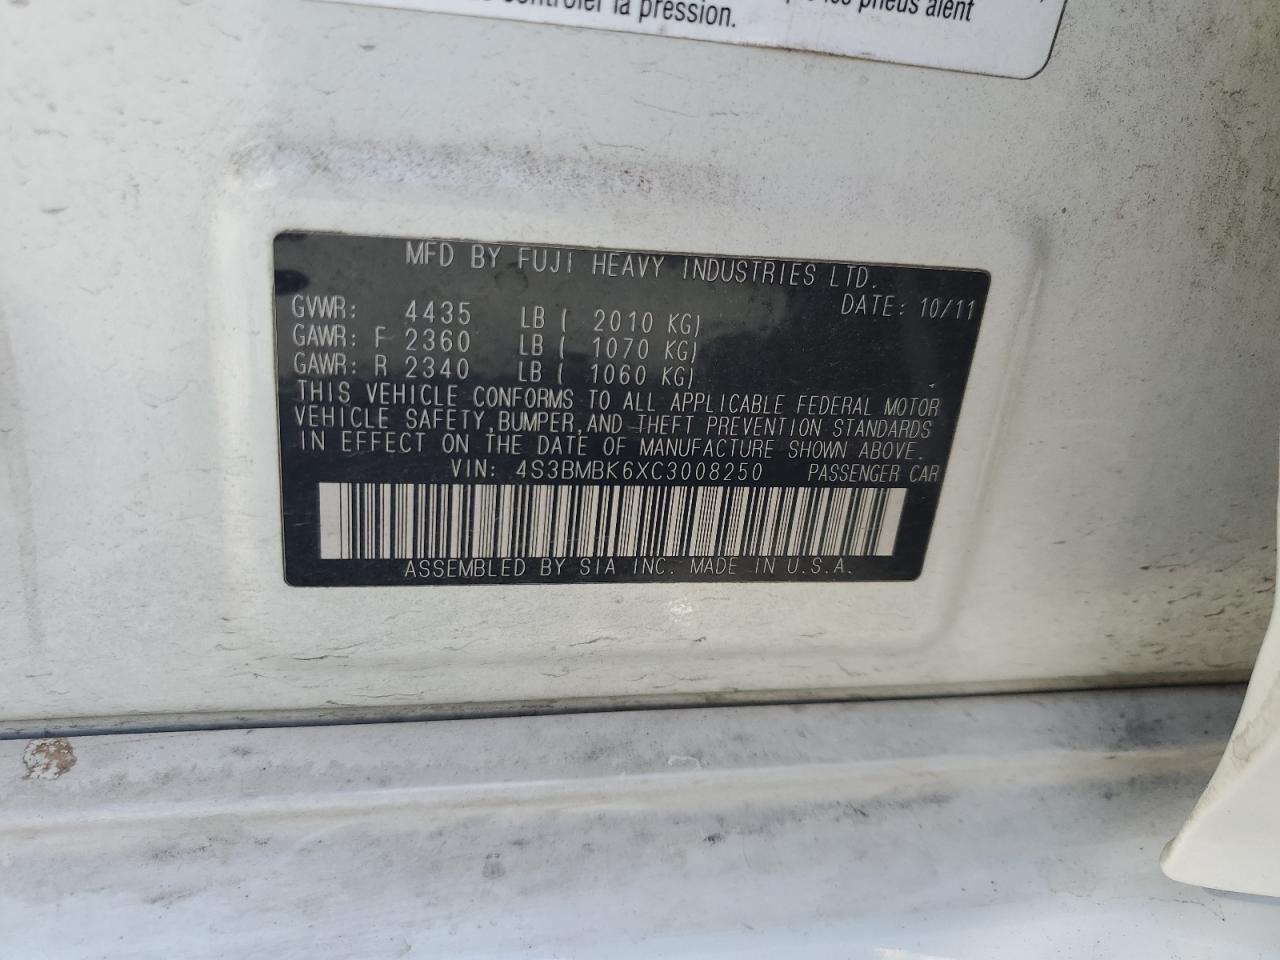 contrôler la pression.
les pneus aient
MFD BY FUJI HEAVY INDUSTRIES LTD.
DATE: 10/11
GVWR: 4435 LB ( 2010 KG)
GAWR: F 2360 LB ( 1070 KG)
GAWR: R 2340 LB ( 1060 KG)
THIS VEHICLE CONFORMS TO ALL APPLICABLE FEDERAL MOTOR
VEHICLE SAFETY, BUMPER, AND THEFT PREVENTION STANDARDS
IN EFFECT ON THE DATE OF MANUFACTURE SHOWN ABOVE.
VIN: 4S3BMBK6XC3008250 PASSENGER CAR
ASSEMBLED BY SIA INC. MADE IN U.S.A.